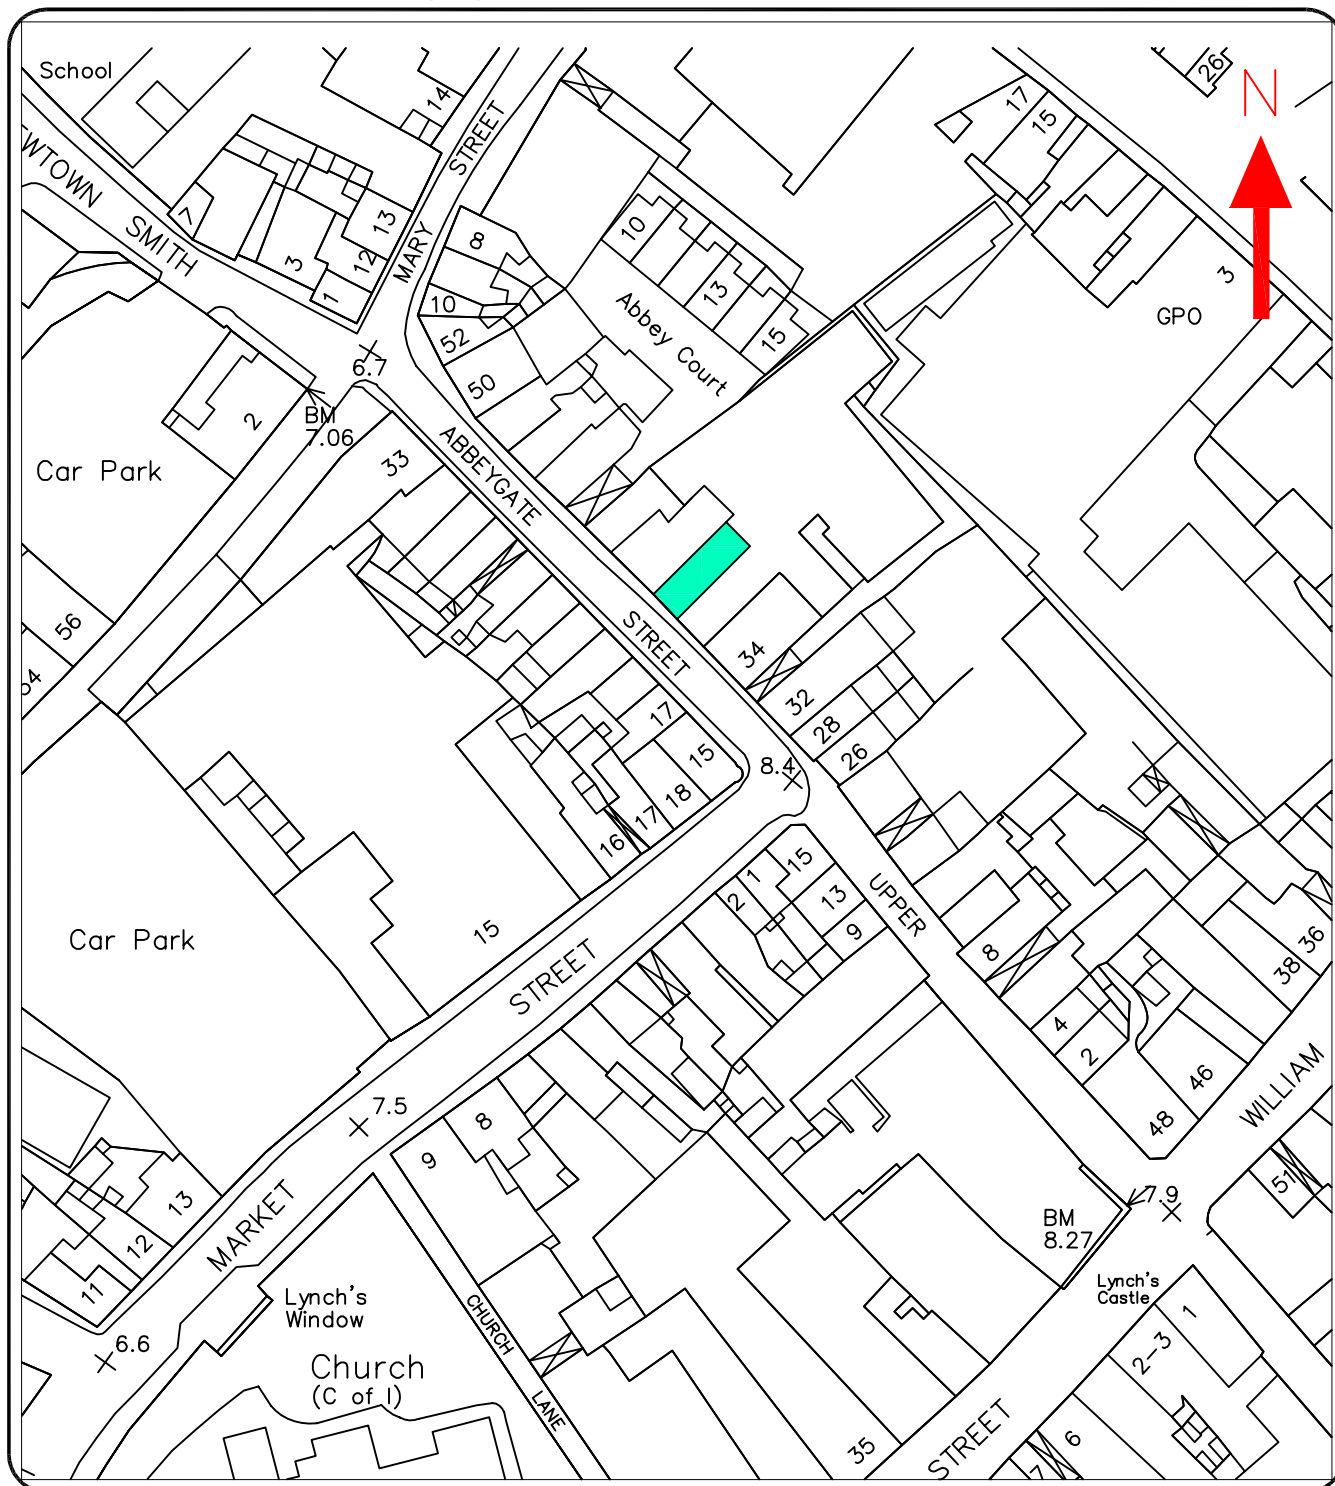 School
14
STREET
26
N
17
15
WTOWN
SMITH
7
3
1
12
13
MARY
8
10
52
50
10
13
15
Abbey Court
3
GPO
6.7
2
BM
7.06
Car Park
33
ABBEYGATE
STREET
56
34
32
28
26
17
15
18
17
16
8.4
Car Park
15
STREET
2
1
15
13
9
UPPER
8
4
2
36
38
46
48
WILLIAM
7.5
8
9
13
12
11
MARKET
51
7.9
BM
8.27
Lynch's
Castle
Lynch's
Window
CHURCH
LANE
6.6
Church
(C of I)
1
2-3
6
7
35
STREET